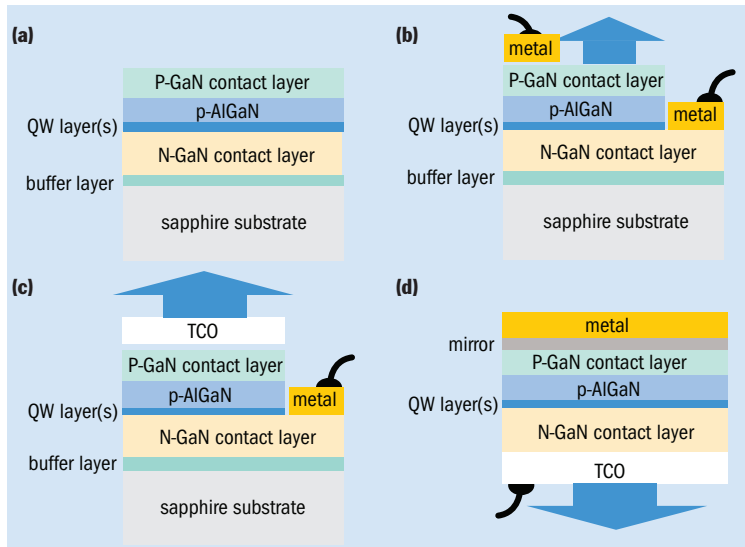 (a)
P-GaN contact layer
p-AlGaN
QW layer(s)
N-GaN contact layer
buffer layer
sapphire substrate
(b)
metal
P-GaN contact layer
p-AlGaN
metal
QW layer(s)
N-GaN contact layer
buffer layer
sapphire substrate
(c)
TCO
P-GaN contact layer
p-AlGaN
metal
QW layer(s)
N-GaN contact layer
buffer layer
sapphire substrate
(d)
metal
mirror
P-GaN contact layer
p-AlGaN
QW layer(s)
N-GaN contact layer
TCO